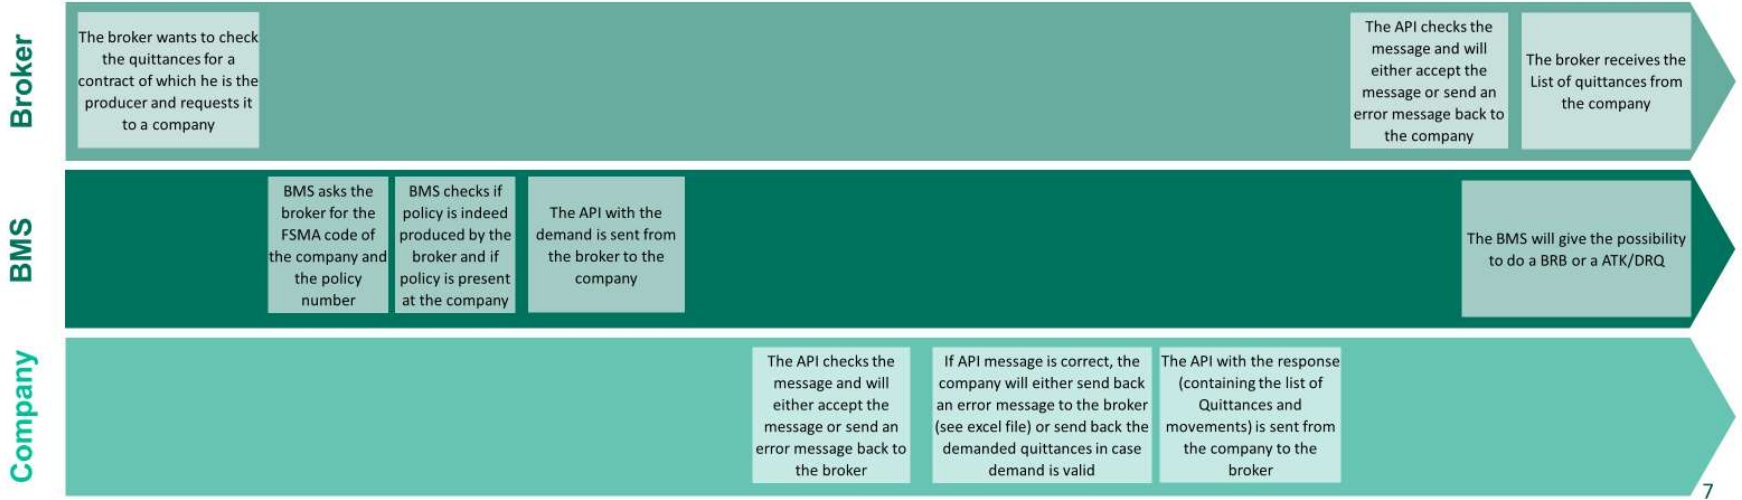 Broker
The broker wants to check
the quittances for a
contract of which he is the
producer and requests it
to a company
The API checks the
message and will
either accept the
message or send an
error message back to
the company
The broker receives the
List of quittances from
the company
BMS
BMS asks the
broker for the
FSMA code of
the company and
the policy
number
BMS checks if
policy is indeed
produced by the
broker and if
policy is present
at the company
The API with the
demand is sent from
the broker to the
company
The BMS will give the possibility
to do a BRB or a ATK/DRQ
Company
The API checks the
message and will
either accept the
message or send an
error message back to
the broker
If API message is correct, the
company will either send back
an error message to the broker
(see excel file) or send back the
demanded quittances in case
demand is valid
The API with the response
(containing the list of
Quittances and
movements) is sent from
the company to the
broker
7